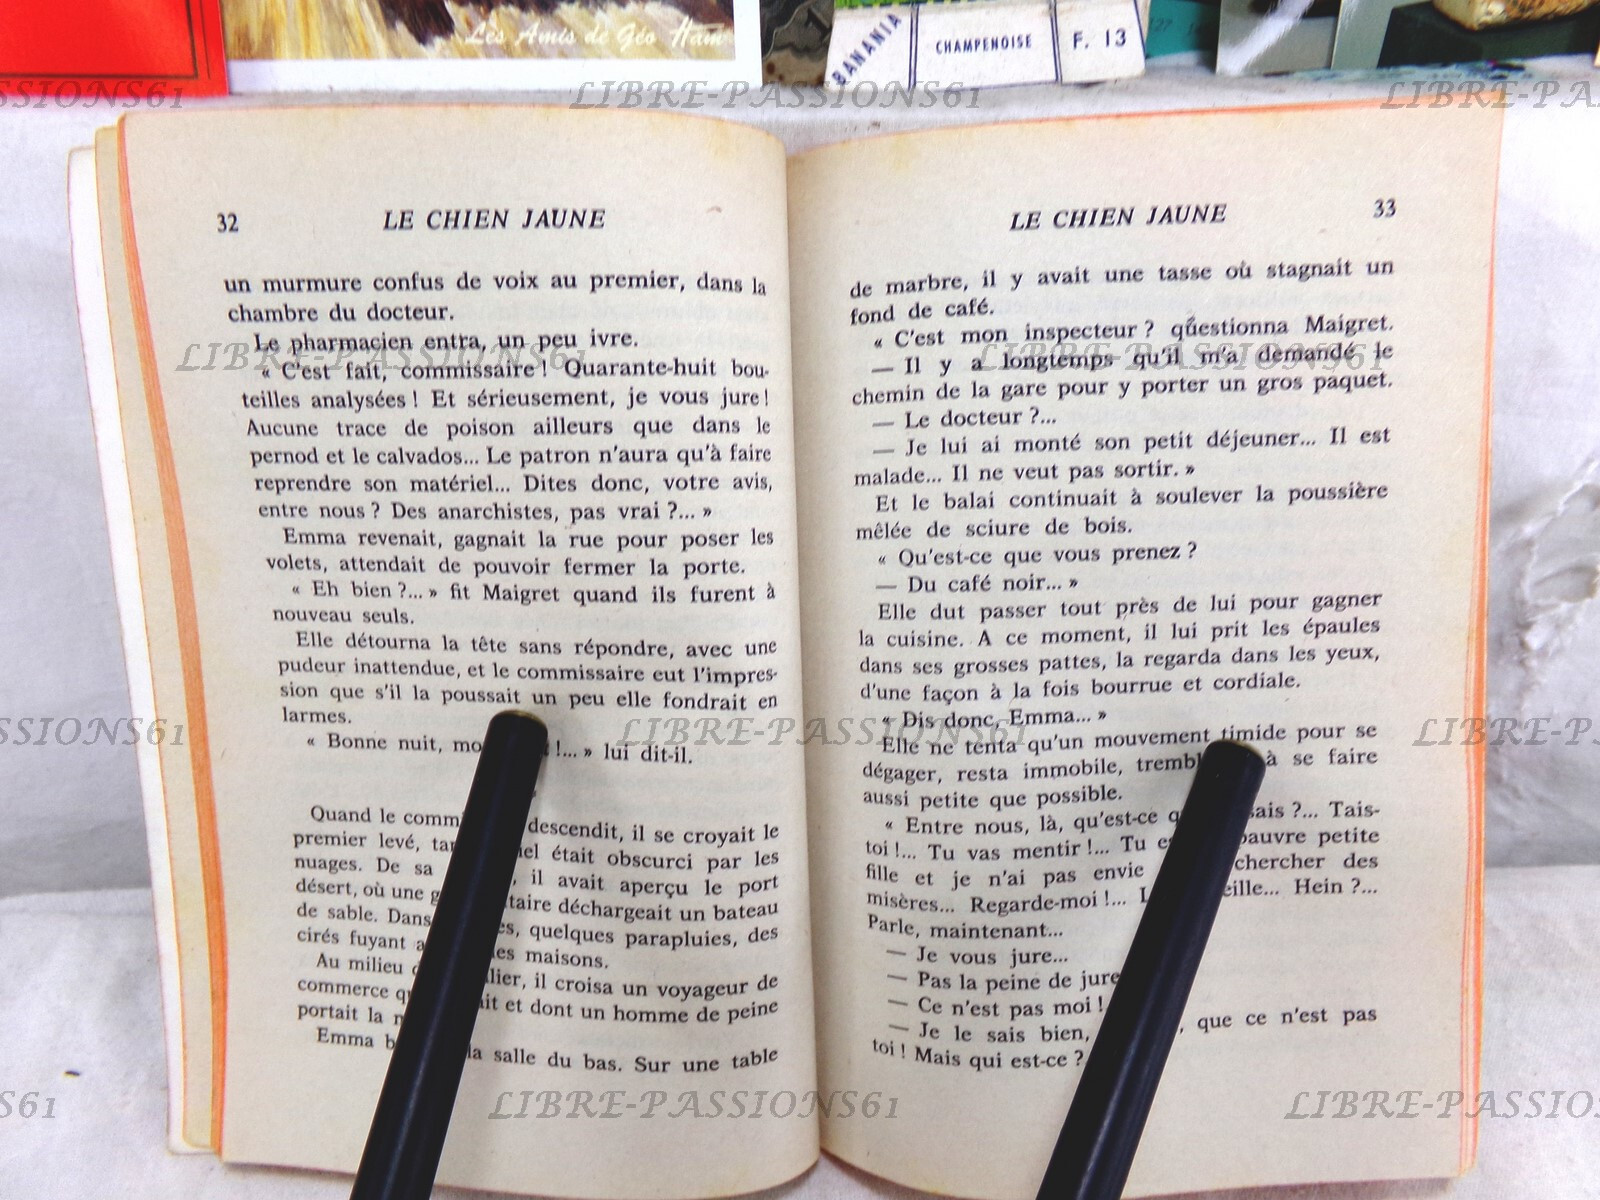 Les Amis de Géo Ham
BANANIA
CHAMPENOISE
F. 13
LIBRE-PASSIONS61
32
LE CHIEN JAUNE
un murmure confus de voix au premier, dans la
chambre du docteur.
Le pharmacien entra, un peu ivre.
« C'est fait, commissaire ! Quarante-huit bou-
teilles analysées ! Et sérieusement, je vous jure !
Aucune trace de poison ailleurs que dans le
pernod et le calvados... Le patron n'aura qu'à faire
reprendre son matériel... Dites donc, votre avis,
entre nous ? Des anarchistes, pas vrai ?... »
Emma revenait, gagnait la rue pour poser les
volets, attendait de pouvoir fermer la porte.
« Eh bien ?... » fit Maigret quand ils furent à
nouveau seuls.
Elle détourna la tête sans répondre, avec une
pudeur inattendue, et le commissaire eut l'impres-
sion que s'il la poussait un peu elle fondrait en
larmes.
« Bonne nuit, !... » lui dit-il.
Quand le descendit, il se croyait le
premier levé, était obscurci par les
nuages. De sa il avait aperçu le port
désert, où une déchargeait un bateau
de sable. Dans quelques parapluies, des
cirés fuyant maisons.
Au milieu il croisa un voyageur de
commerce et dont un homme de peine
portait la
Emma la salle du bas. Sur une table
33
LE CHIEN JAUNE
de marbre, il y avait une tasse où stagnait un
fond de café.
« C'est mon inspecteur ? questionna Maigret.
— Il y a longtemps qu'il m'a demandé le
chemin de la gare pour y porter un gros paquet.
— Le docteur ?...
— Je lui ai monté son petit déjeuner... Il est
malade... Il ne veut pas sortir. »
Et le balai continuait à soulever la poussière
mêlée de sciure de bois.
« Qu'est-ce que vous prenez ?
— Du café noir... »
Elle dut passer tout près de lui pour gagner
la cuisine. A ce moment, il lui prit les épaules
dans ses grosses pattes, la regarda dans les yeux,
d'une façon à la fois bourrue et cordiale.
« Dis donc, Emma... »
Elle ne tenta qu'un mouvement timide pour se
dégager, resta immobile, à se faire
aussi petite que possible.
« Entre nous, là, qu'est-ce sais ?... Tais-
toi !... Tu vas mentir !... Tu pauvre petite
fille et je n'ai pas envie chercher des
misères... Regarde-moi !... Hein ?...
Parle, maintenant...
— Je vous jure...
— Pas la peine de
— Ce n'est pas moi !
— Je le sais bien, que ce n'est pas
toi ! Mais qui est-ce ?